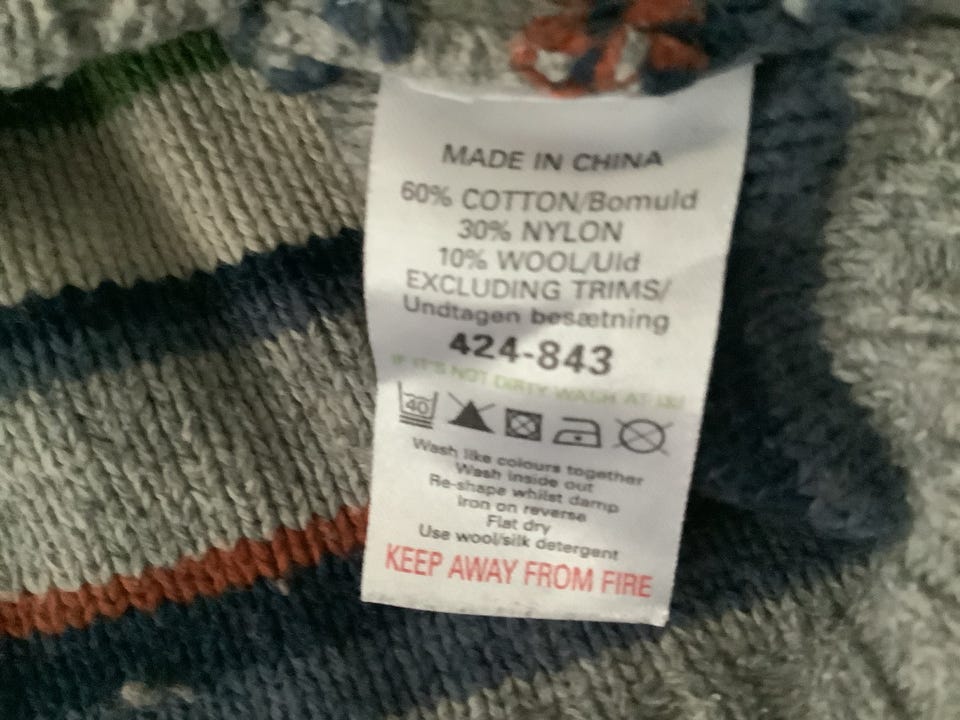 MADE IN CHINA
60% COTTON/Bomuld
30% NYLON
10% WOOL/Uld
EXCLUDING TRIMS/
Undtagen besætning
424-843
IF IT'S NOT DIRTY WASH AT 30°
40
Wash like colours together
Wash inside out
Re-shape whilst damp
Iron on reverse
Flat dry
Use wool/silk detergent
KEEP AWAY FROM FIRE